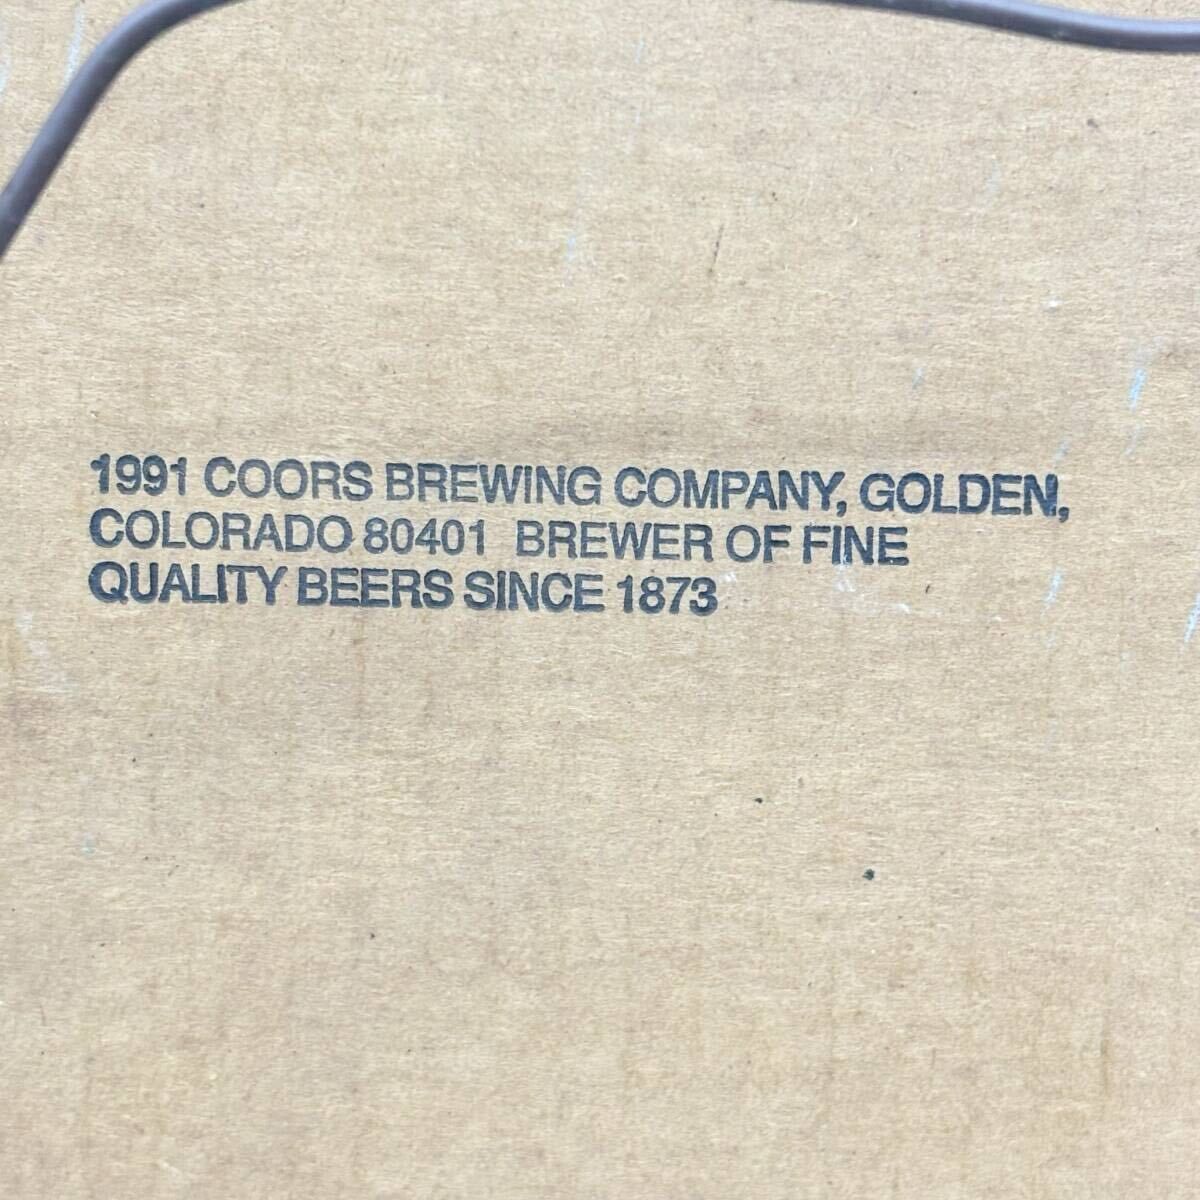 1991 COORS BREWING COMPANY, GOLDEN,
COLORADO 80401 BREWER OF FINE
QUALITY BEERS SINCE 1873